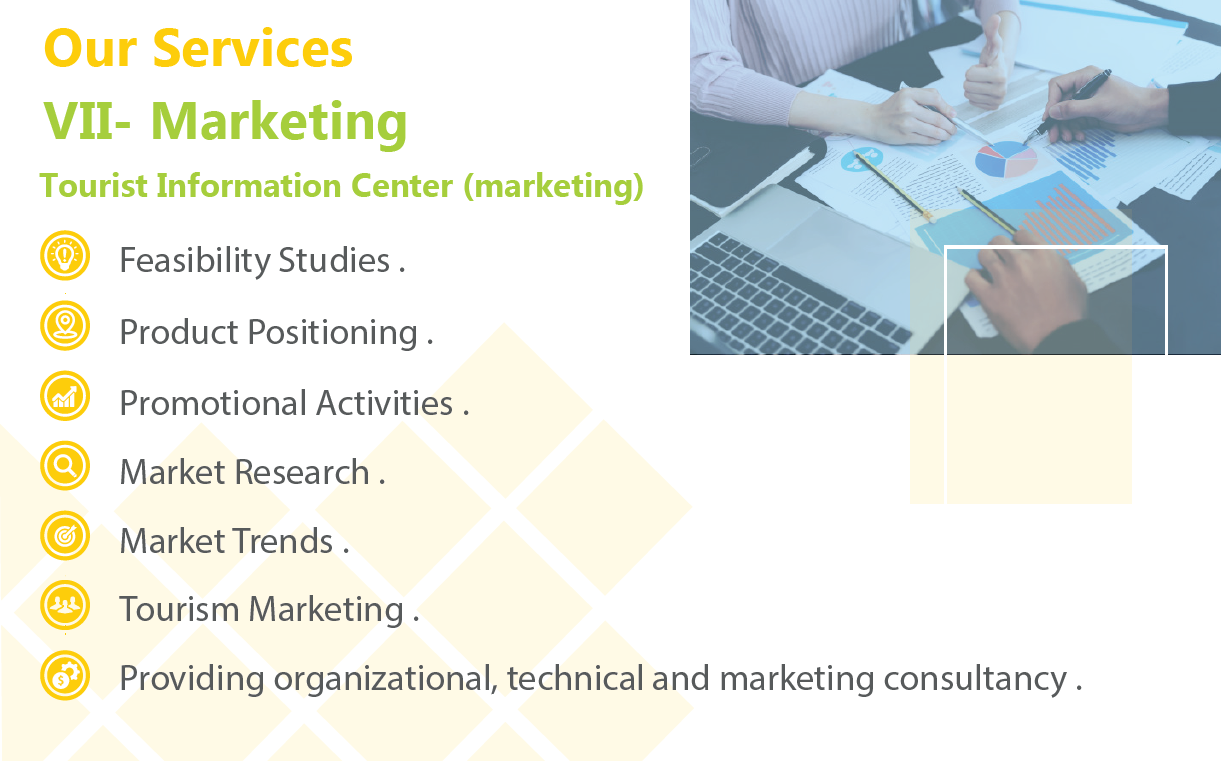 Our Services
VII- Marketing
Tourist Information Center (marketing)
Feasibility Studies .
Product Positioning .
Promotional Activities .
Market Research .
Market Trends .
Tourism Marketing .
Providing organizational, technical and marketing consultancy .